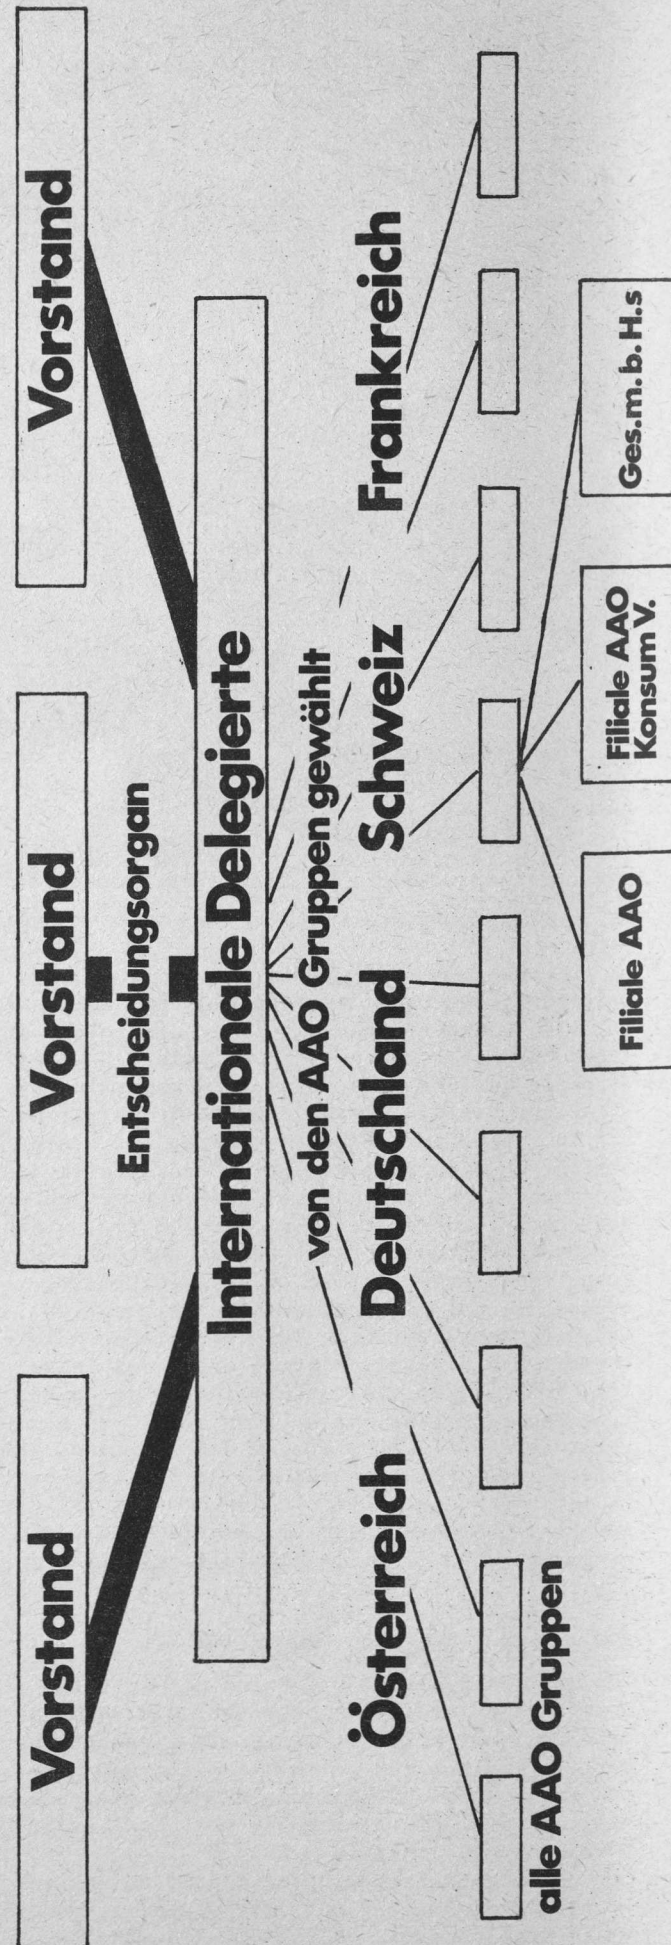 Vorstand
Vorstand
Vorstand
Entscheidungsorgan
Internationale Delegierte
von den AAO Gruppen gewählt
Österreich
Deutschland
Schweiz
Frankreich
alle AAO Gruppen
Filiale AAO
Filiale AAO
Konsum V.
Ges.m.b.H.s